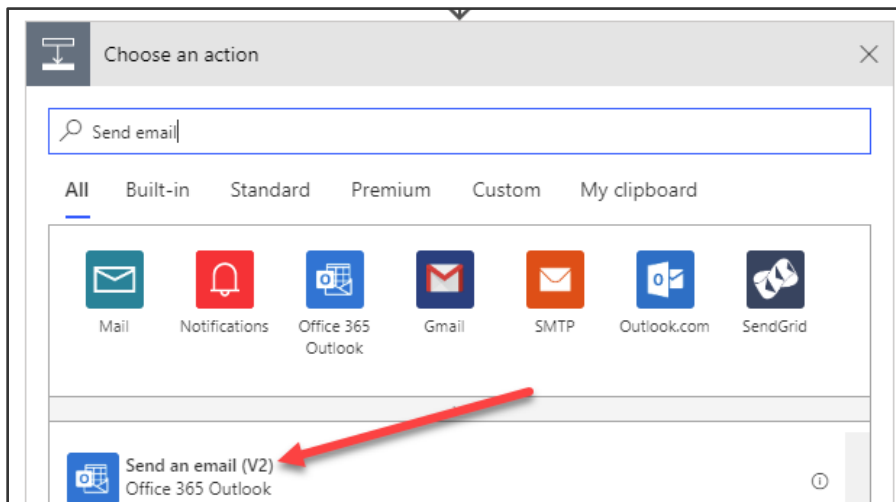 Choose an action
Send email
All Built-in Standard Premium Custom My clipboard
Mail Notifications Office 365 Outlook Gmail SMTP Outlook.com SendGrid
Send an email (V2)
Office 365 Outlook